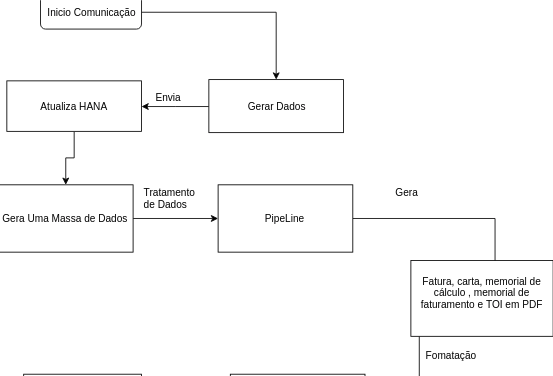 Inicio Comunicação
Envia
Atualiza HANA
Gerar Dados
Tratamento
de Dados
Gera
Gera Uma Massa de Dados
PipeLine
Fatura, carta, memorial de
cálculo , memorial de
faturamento e TOI em PDF
Fomatação